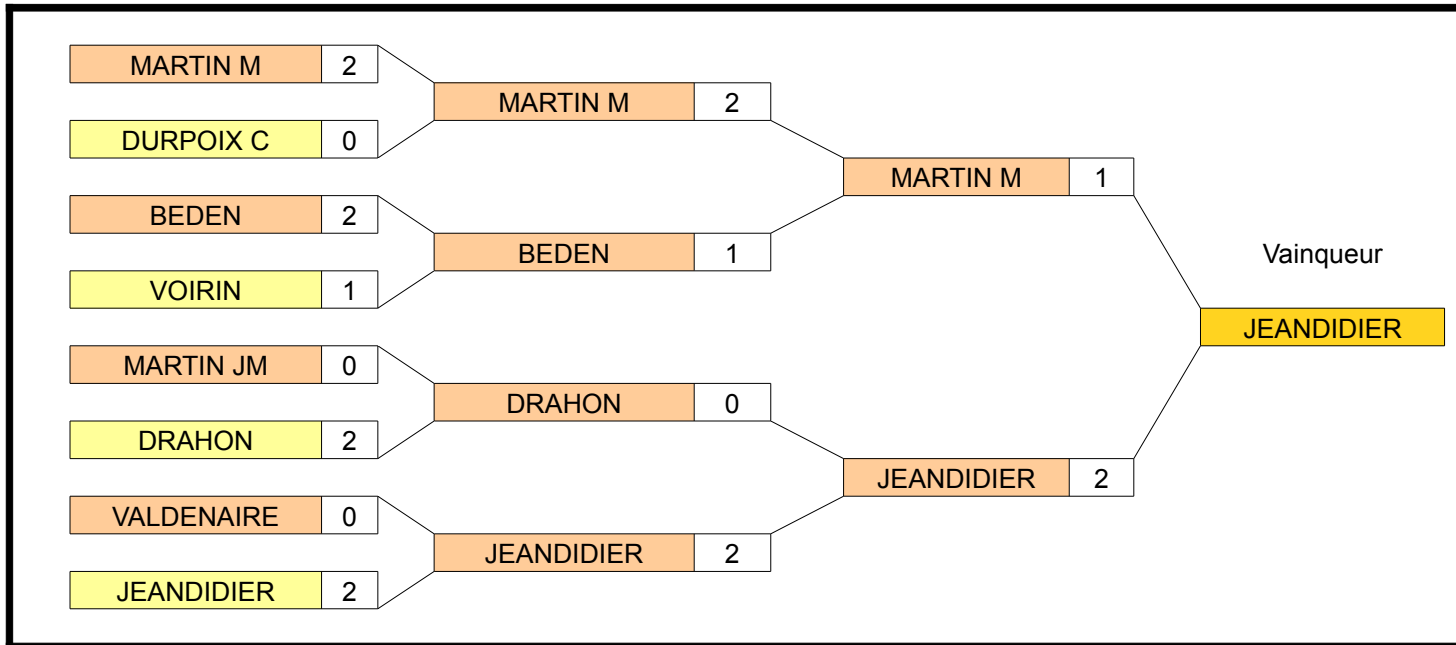 MARTIN M 2
MARTIN M 2
DURPOIX C 0
MARTIN M 1
BEDEN 2
BEDEN 1
Vainqueur
VOIRIN 1
JEANDIDIER
MARTIN JM 0
DRAHON 0
DRAHON 2
JEANDIDIER 2
VALDENAIRE 0
JEANDIDIER 2
JEANDIDIER 2